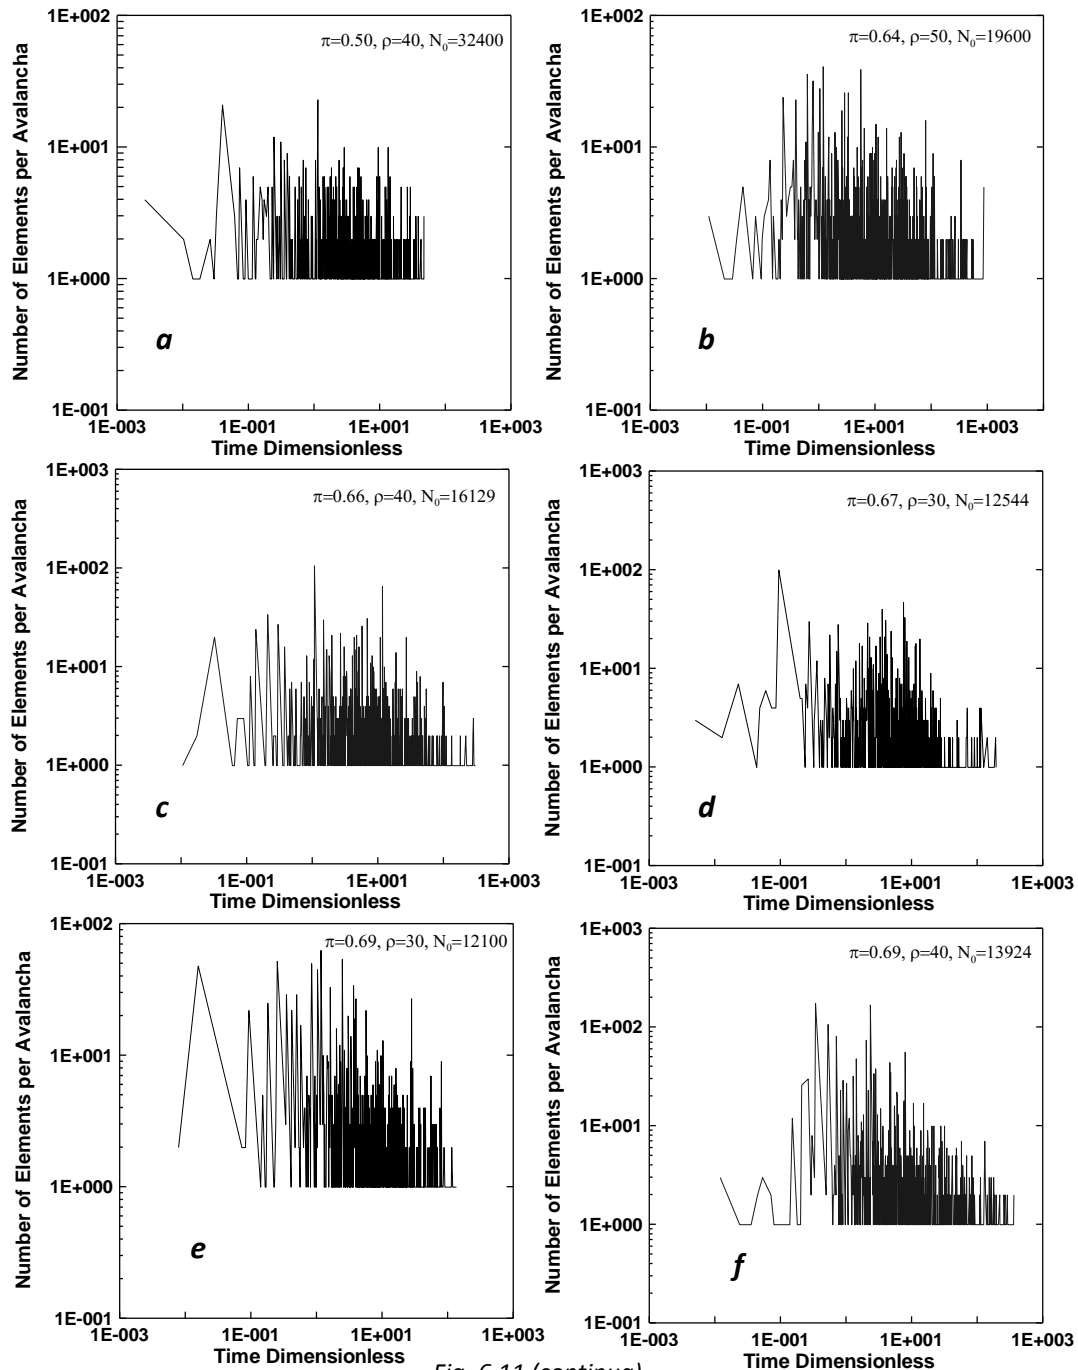 1E+002
π=0.50, ρ=40, N0=32400
1E+001
1E+000
1E-001
Number of Elements per Avalancha
a
1E-003 1E-001 1E+001 1E+003
Time Dimensionless
1E+002
π=0.64, ρ=50, N0=19600
1E+001
1E+000
1E-001
Number of Elements per Avalancha
b
1E-003 1E-001 1E+001 1E+003
Time Dimensionless
1E+003
π=0.66, ρ=40, N0=16129
1E+002
1E+001
1E+000
1E-001
Number of Elements per Avalancha
c
1E-003 1E-001 1E+001 1E+003
Time Dimensionless
1E+003
π=0.67, ρ=30, N0=12544
1E+002
1E+001
1E+000
1E-001
Number of Elements per Avalancha
d
1E-003 1E-001 1E+001 1E+003
Time Dimensionless
1E+002
π=0.69, ρ=30, N0=12100
1E+001
1E+000
1E-001
Number of Elements per Avalancha
e
1E-003 1E-001 1E+001 1E+003
Time Dimensionless
1E+003
π=0.69, ρ=40, N0=13924
1E+002
1E+001
1E+000
1E-001
Number of Elements per Avalancha
f
1E-003 1E-001 1E+001 1E+003
Time Dimensionless
Fig. 6.11 (continua)